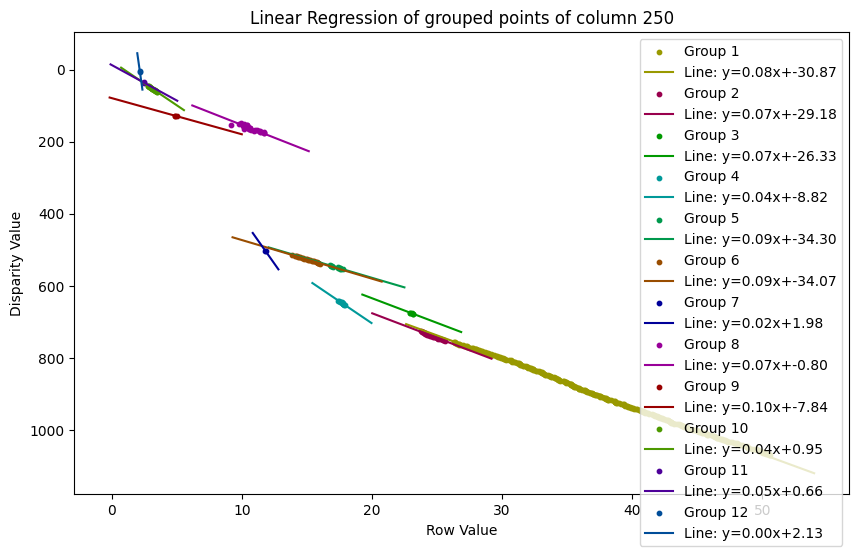 Linear Regression of grouped points of column 250
Disparity Value
0
200
400
600
800
1000
0
10
20
30
40
50
Row Value
Group 1
Line: y=0.08x+-30.87
Group 2
Line: y=0.07x+-29.18
Group 3
Line: y=0.07x+-26.33
Group 4
Line: y=0.04x+-8.82
Group 5
Line: y=0.09x+-34.30
Group 6
Line: y=0.09x+-34.07
Group 7
Line: y=0.02x+1.98
Group 8
Line: y=0.07x+-0.80
Group 9
Line: y=0.10x+-7.84
Group 10
Line: y=0.04x+0.95
Group 11
Line: y=0.05x+0.66
Group 12
Line: y=0.00x+2.13